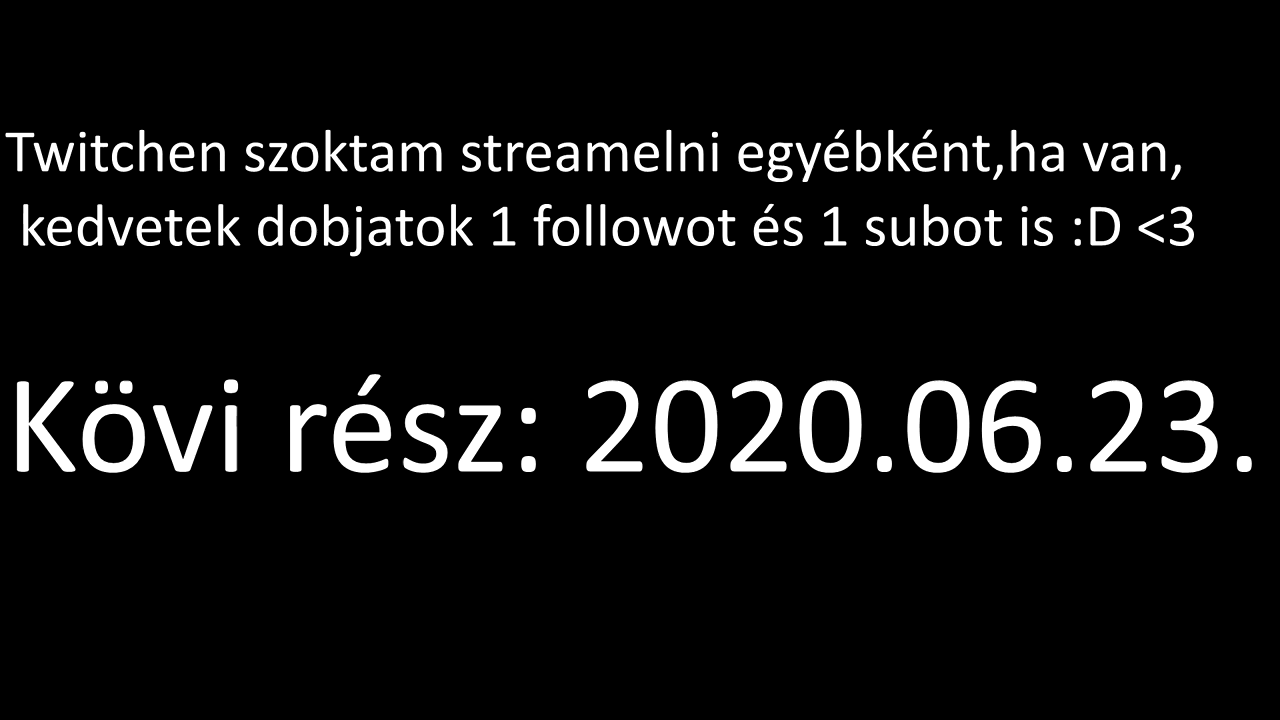 Twitchen szoktam streamelni egyébként,ha van,
kedvetek dobjatok 1 followot és 1 subot is :D <3
Kövi rész: 2020.06.23.